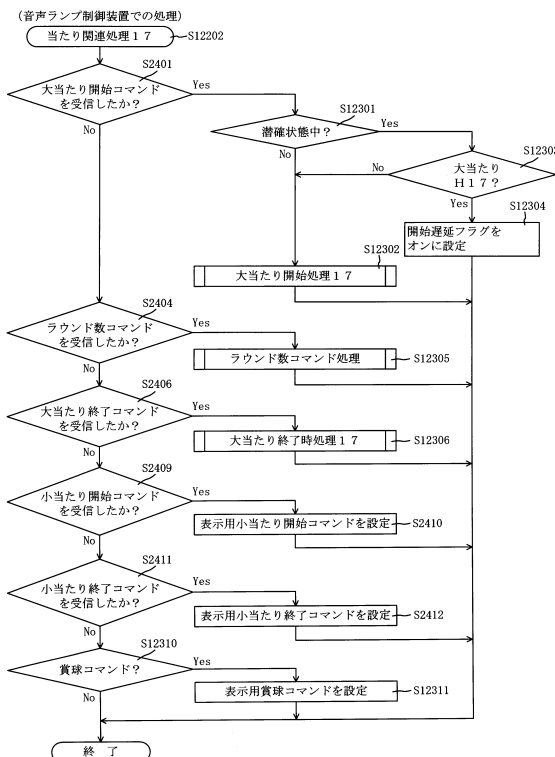 (音声ランプ制御装置での処理)
当たり関連処理17
S12202
S2401
大当たり開始コマンド
を受信したか?
Yes
No
S12301
潜確状態中?
Yes
No
S12303
大当たり
H17?
No
Yes
S12304
開始遅延フラグを
オンに設定
S12302
大当たり開始処理17
S2404
ラウンド数コマンド
を受信したか?
Yes
No
ラウンド数コマンド処理
S12305
S2406
大当たり終了コマンド
を受信したか?
Yes
No
大当たり終了時処理17
S12306
S2409
小当たり開始コマンド
を受信したか?
Yes
No
表示用小当たり開始コマンドを設定
S2410
S2411
小当たり終了コマンド
を受信したか?
Yes
No
表示用小当たり終了コマンドを設定
S2412
S12310
賞球コマンド?
Yes
No
表示用賞球コマンドを設定
S12311
終 了